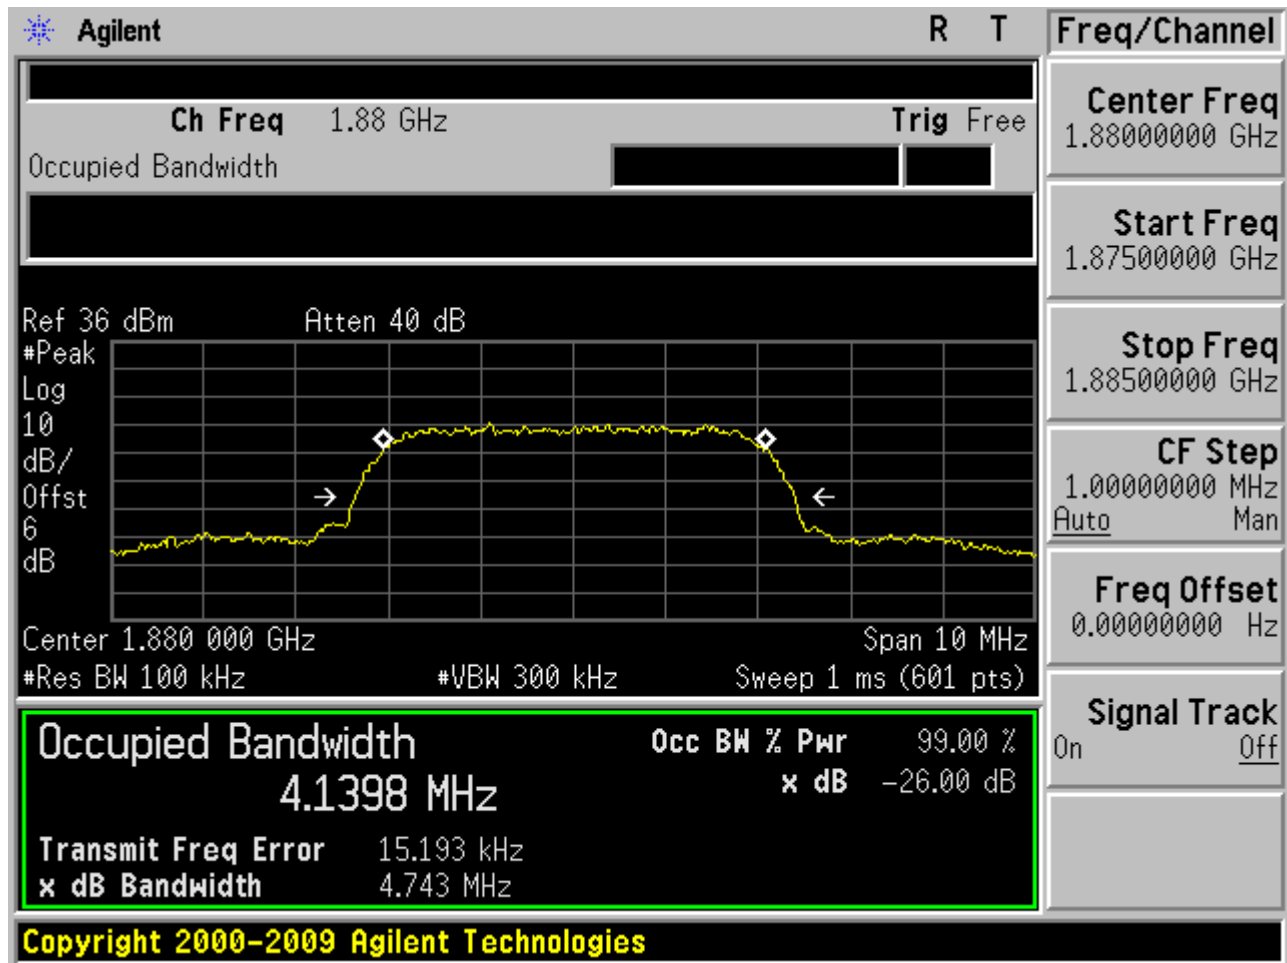 Agilent
R T
Ch Freq 1.88 GHz
Trig Free
Occupied Bandwidth
Ref 36 dBm
Atten 40 dB
#Peak
Log
10
dB/
Offst
6
dB
Center 1.880 000 GHz
Span 10 MHz
#Res BW 100 kHz
#VBW 300 kHz
Sweep 1 ms (601 pts)
Occupied Bandwidth
4.1398 MHz
Occ BW % Pwr 99.00 %
x dB -26.00 dB
Transmit Freq Error 15.193 kHz
x dB Bandwidth 4.743 MHz
Copyright 2000-2009 Agilent Technologies
Freq/Channel
Center Freq
1.88000000 GHz
Start Freq
1.87500000 GHz
Stop Freq
1.88500000 GHz
CF Step
1.00000000 MHz
Auto Man
Freq Offset
0.00000000 Hz
Signal Track
On Off